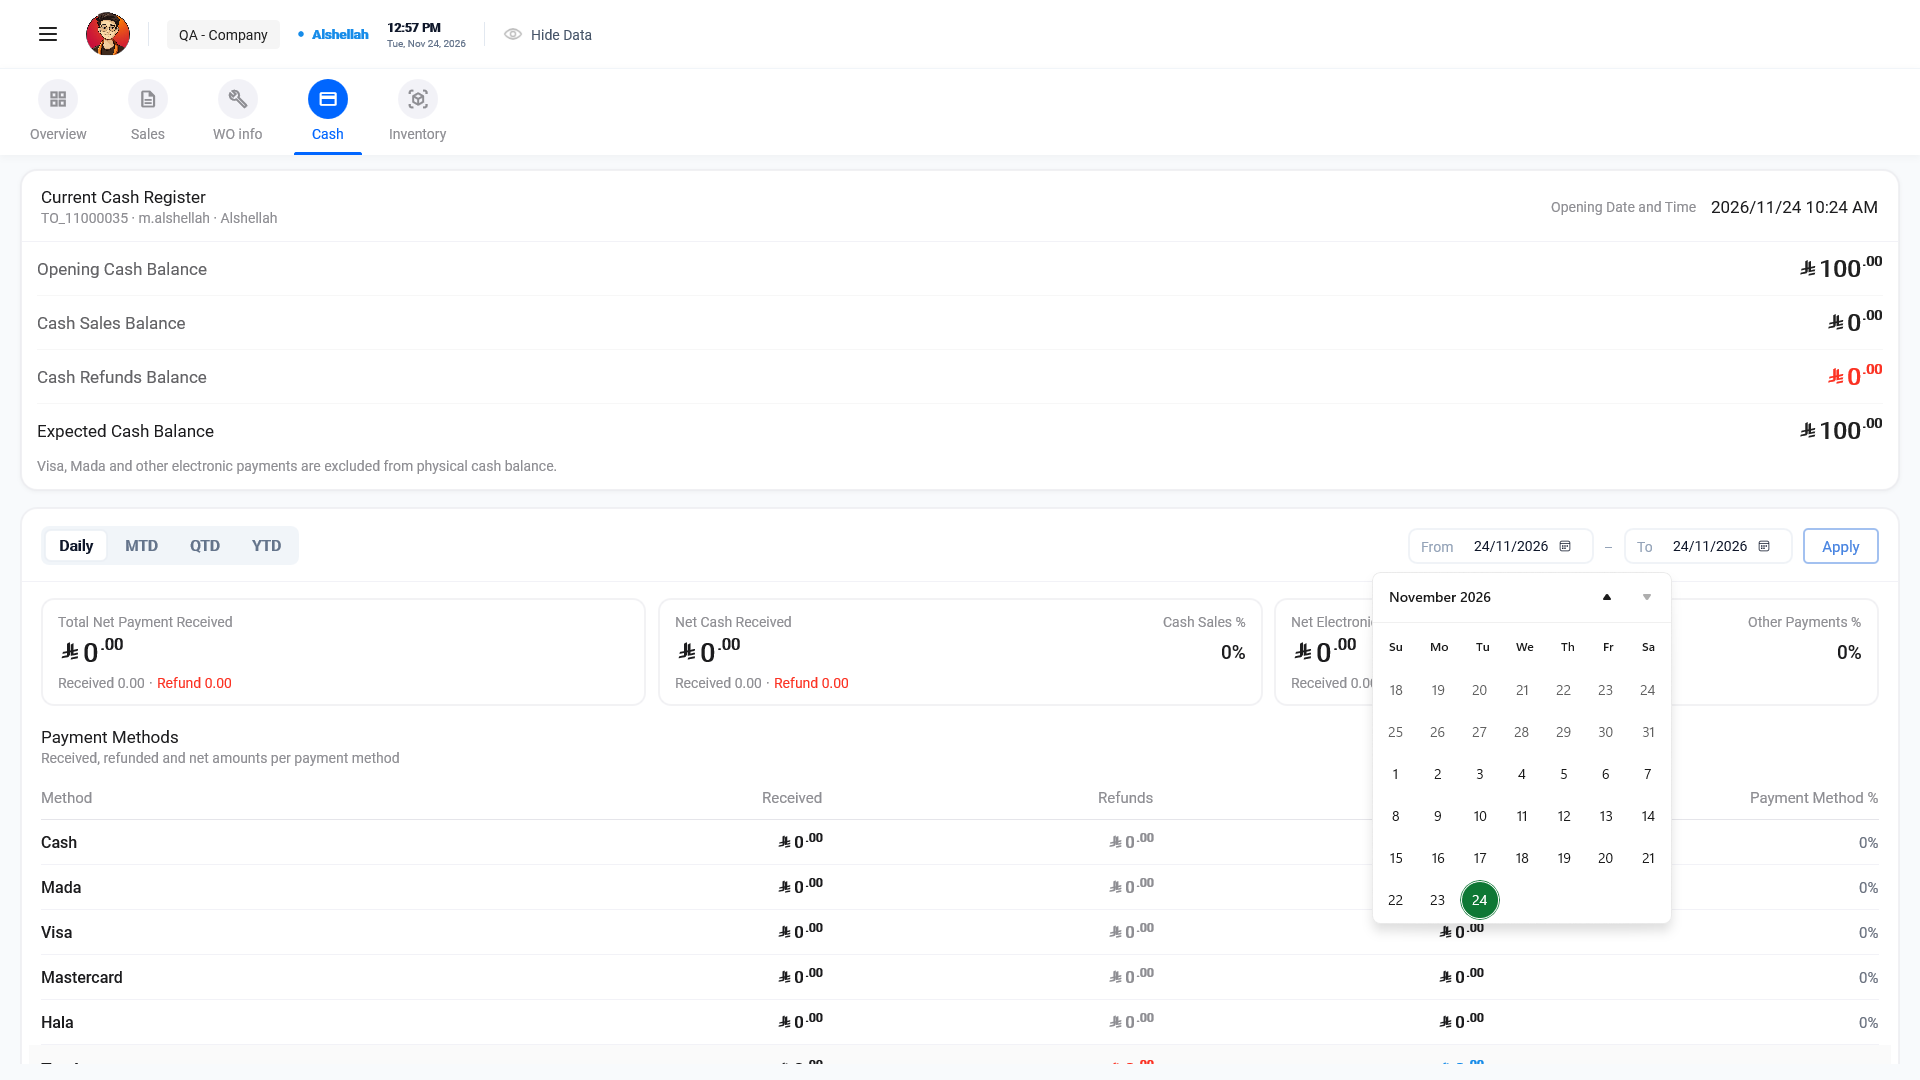 QA - Company
Alshellah
12:57 PM
Tue, Nov 24, 2026
Hide Data
Overview
Sales
WO info
Cash
Inventory
Current Cash Register
TO_11000035 · m.alshellah · Alshellah
Opening Date and Time 2026/11/24 10:24 AM
Opening Cash Balance 100.00
Cash Sales Balance 0.00
Cash Refunds Balance 0.00
Expected Cash Balance 100.00
Visa, Mada and other electronic payments are excluded from physical cash balance.
Daily MTD QTD YTD
From 24/11/2026 – To 24/11/2026 Apply
Total Net Payment Received
0.00
Received 0.00 · Refund 0.00
Net Cash Received Cash Sales %
0.00 0%
Received 0.00 · Refund 0.00
Net
0.00
Received
Other Payments %
0%
November 2026
Su Mo Tu We Th Fr Sa
18 19 20 21 22 23 24
25 26 27 28 29 30 31
1 2 3 4 5 6 7
8 9 10 11 12 13 14
15 16 17 18 19 20 21
22 23 24
Payment Methods
Received, refunded and net amounts per payment method
Method Received Refunds Payment Method %
Cash 0.00 0.00 0%
Mada 0.00 0.00 0%
Visa 0.00 0.00 0.00 0%
Mastercard 0.00 0.00 0.00 0%
Hala 0.00 0.00 0.00 0%